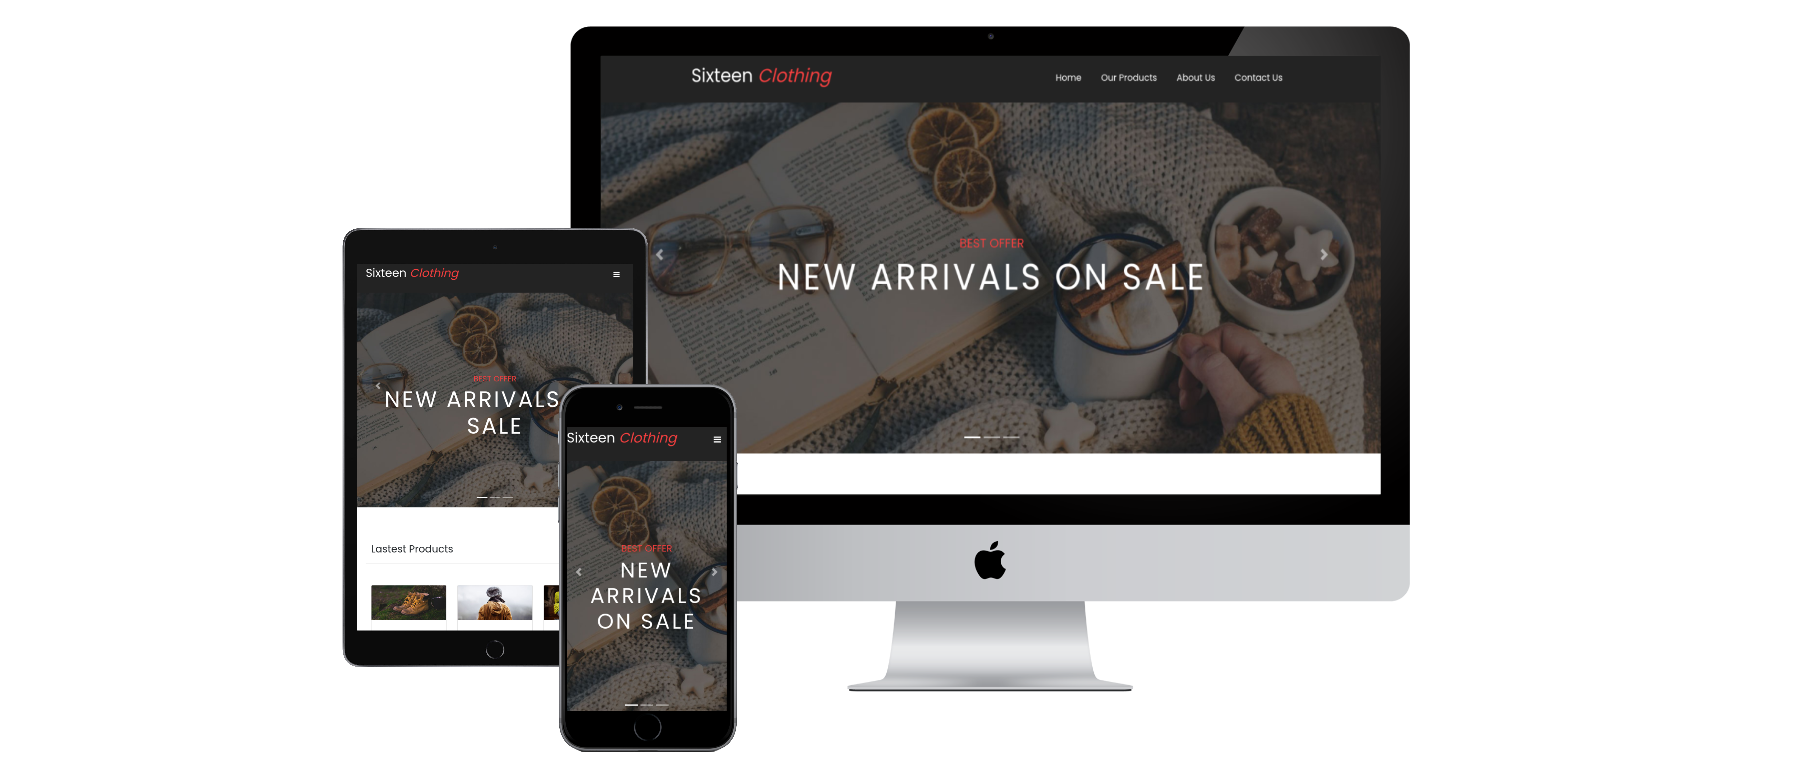 Sixteen Clothing
Home Our Products About Us Contact Us
BEST OFFER
NEW ARRIVALS ON SALE
Sixteen Clothing
BEST OFFER
NEW ARRIVALS
SALE
Lastest Products
Sixteen Clothing
BEST OFFER
NEW
ARRIVALS
ON SALE